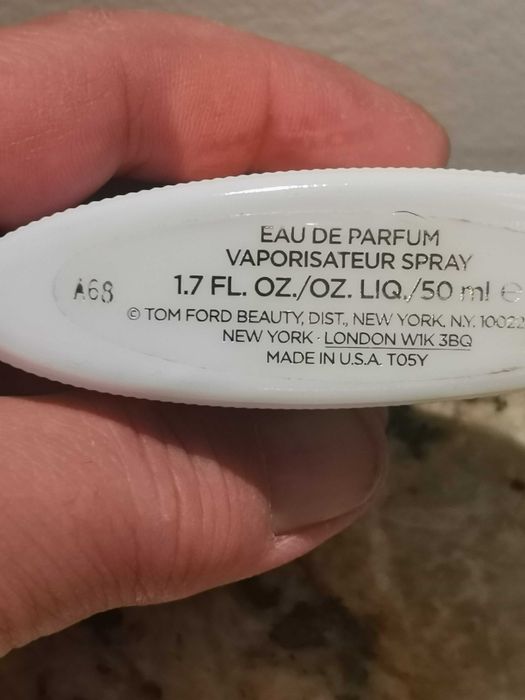 EAU DE PARFUM
VAPORISATEUR SPRAY
A68
1.7 FL. OZ./OZ. LIQ./50 ml e
© TOM FORD BEAUTY, DIST., NEW YORK, N.Y. 10022
NEW YORK · LONDON W1K 3BQ
MADE IN U.S.A. T05Y